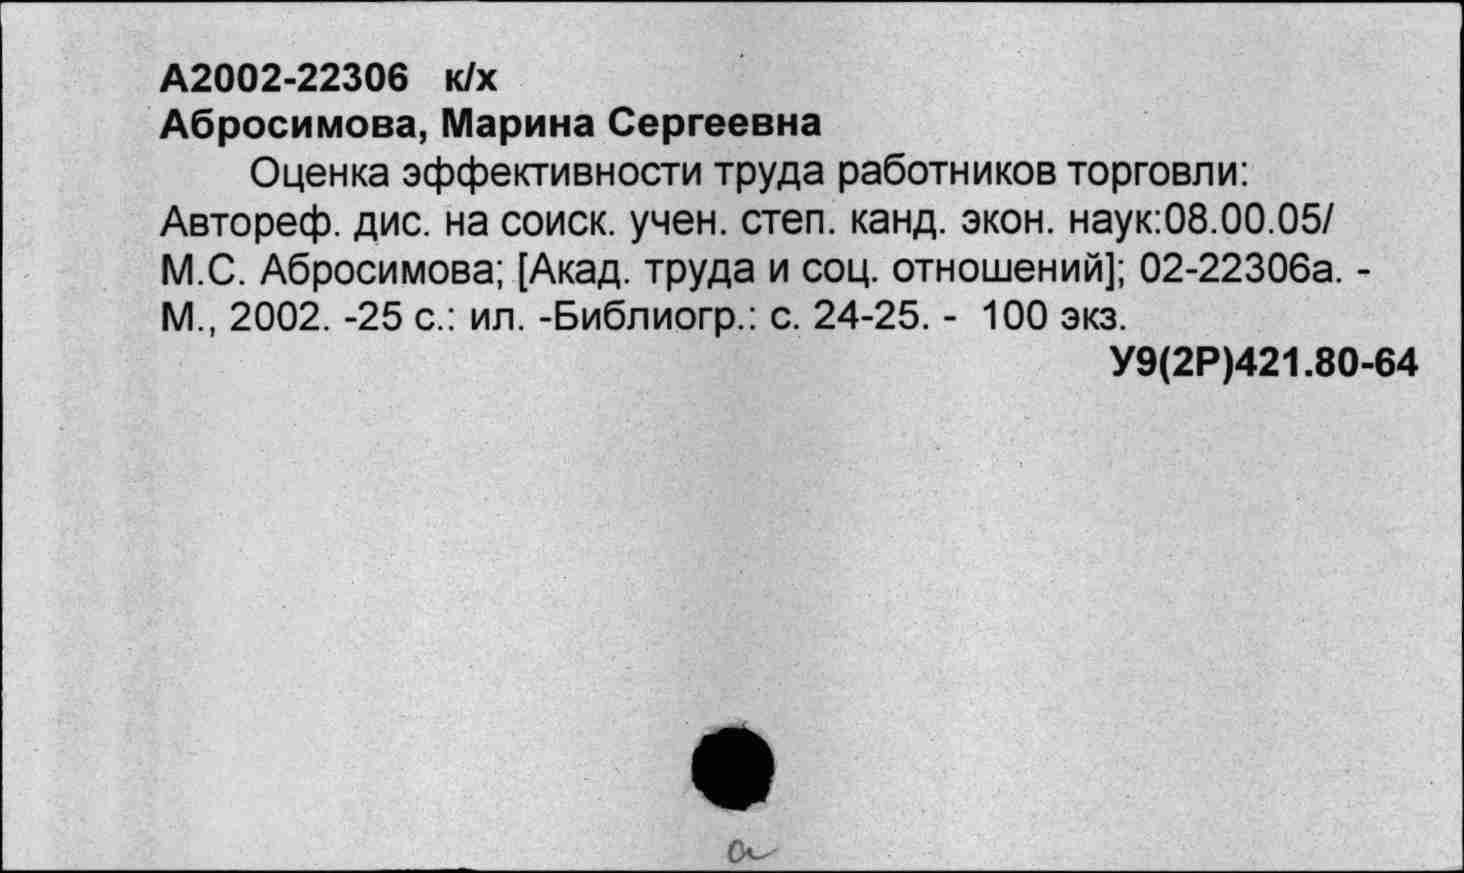 А2002-22306 к/х
Абросимова, Марина Сергеевна
Оценка эффективности труда работников торговли:
Автореф. дис. на соиск. учен. степ. канд. экон. наук:08.00.05/
М.С. Абросимова; [Акад. труда и соц. отношений]; 02-22306а. -
М., 2002. -25 с.: ил. -Библиогр.: с. 24-25. - 100 экз.
У9(2Р)421.80-64
а